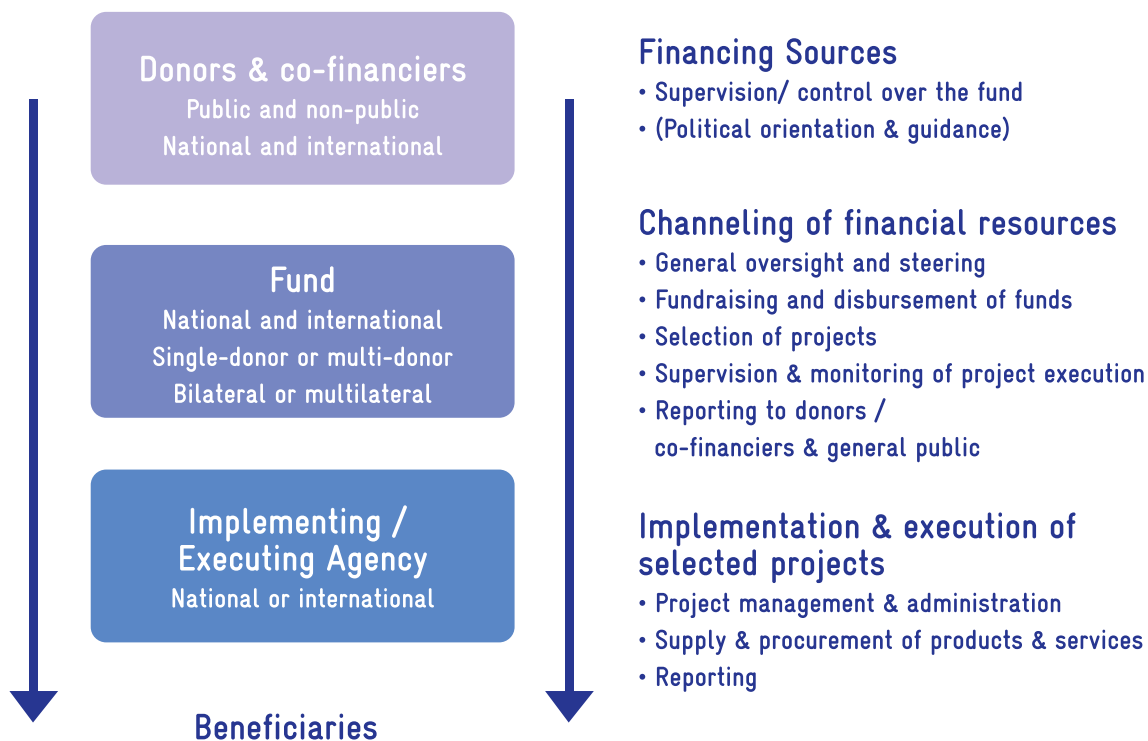 Donors & co-financiers
Public and non-public
National and international
Financing Sources
• Supervision/ control over the fund
• (Political orientation & guidance)
Fund
National and international
Single-donor or multi-donor
Bilateral or multilateral
Channeling of financial resources
• General oversight and steering
• Fundraising and disbursement of funds
• Selection of projects
• Supervision & monitoring of project execution
• Reporting to donors /
co-financiers & general public
Implementing /
Executing Agency
National or international
Implementation & execution of
selected projects
• Project management & administration
• Supply & procurement of products & services
• Reporting
Beneficiaries